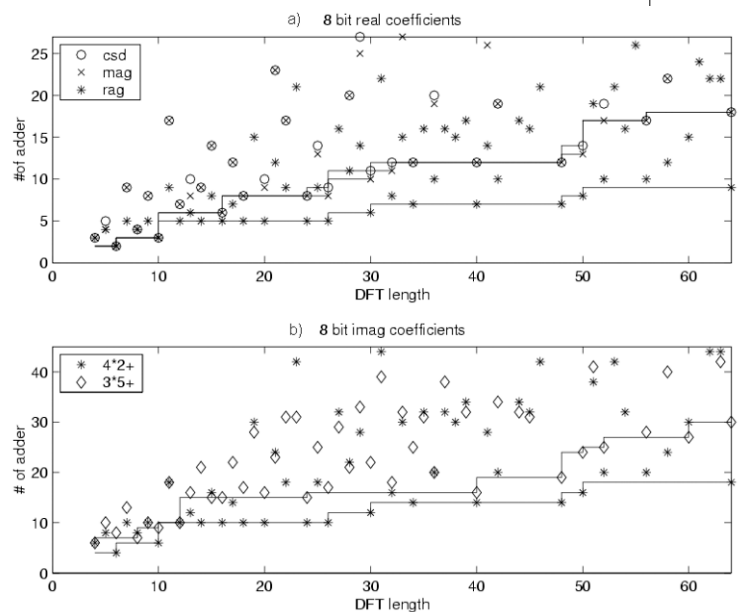 a) 8 bit real coefficients
25
20
15
10
5
0
#of adder
csd
mag
rag
0 10 20 30 40 50 60
DFT length
b) 8 bit imag coefficients
40
30
20
10
0
# of adder
4*2+
3*5+
0 10 20 30 40 50 60
DFT length